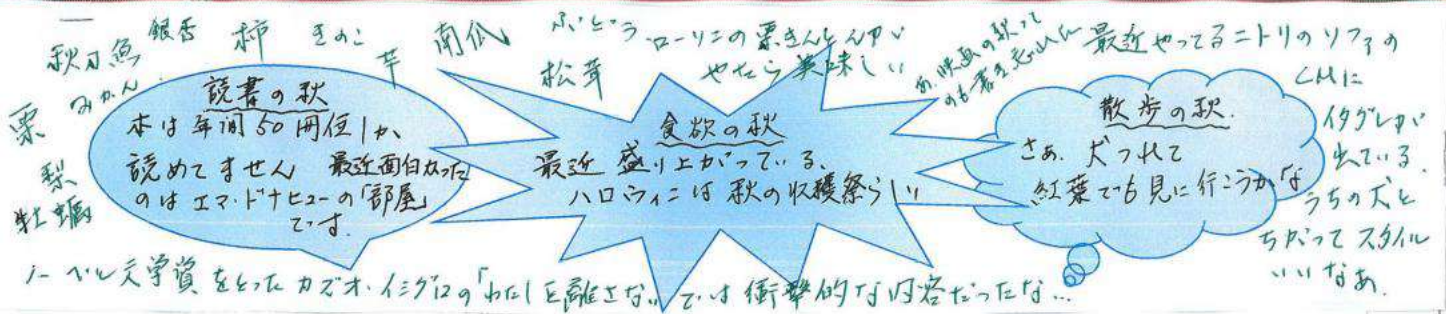 秋刀魚
銀杏
柿
きのこ
芋
南瓜
ぶどう
松茸
栗
みかん
梨
牡蠣
ローソンの栗きんとんが
やたら美味しい
あ、映画の秋って
のも書き忘れた
最近やってるニトリのソファの
CMに
イタグレが
出ている。
うちの犬と
ちがってスタイル
いいなあ。
読書の秋
本は年間50冊位しか
読めてません 最近面白かった
のはエマ・ドナヒューの「部屋」
です。
食欲の秋
最近盛り上がっている、
ハロウィンは秋の収穫祭らしい
散歩の秋.
さあ、犬つれて
紅葉でも見に行こうかな
ノーベル文学賞をとったカズオ・イシグロの「わたしを離さないで」は衝撃的な内容だったな…